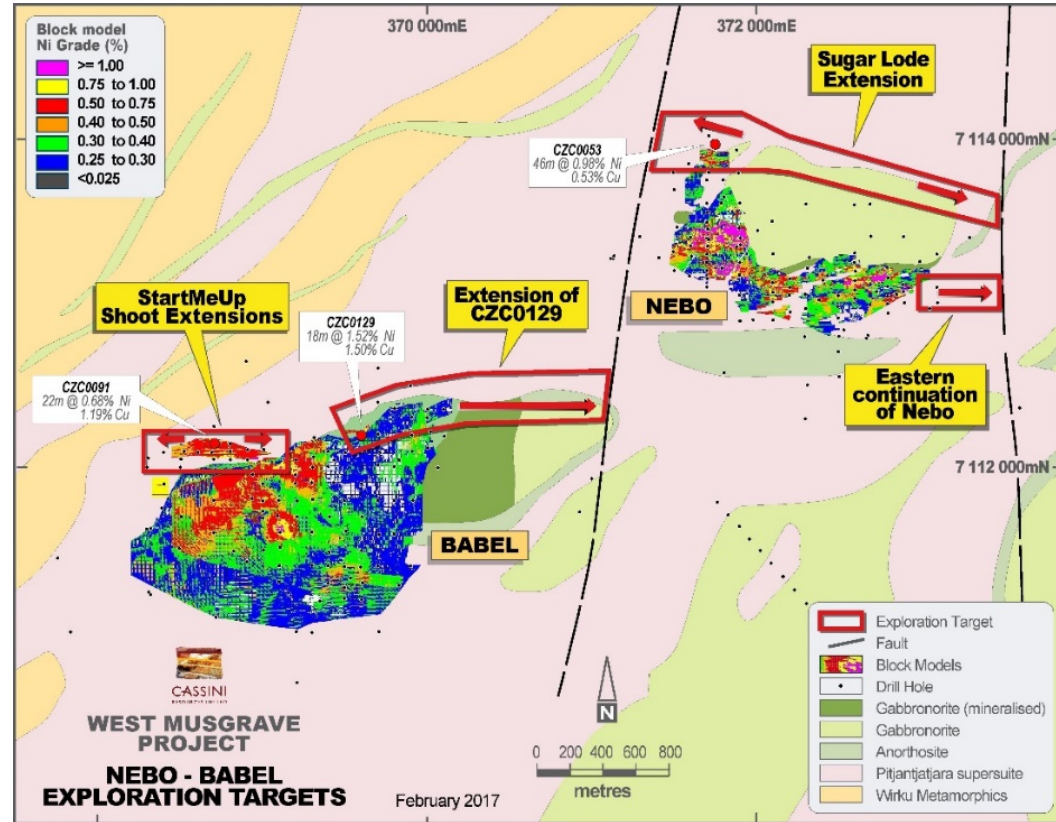 Block model
Ni Grade (%)
>= 1.00
0.75 to 1.00
0.50 to 0.75
0.40 to 0.50
0.30 to 0.40
0.25 to 0.30
<0.025
370 000mE
372 000mE
Sugar Lode
Extension
7 114 000mN
CZC0053
46m @ 0.98% Ni
0.53% Cu
StartMeUp
Shoot Extensions
CZC0129
18m @ 1.52% Ni
1.50% Cu
Extension of
CZC0129
NEBO
CZC0091
22m @ 0.68% Ni
1.19% Cu
Eastern
continuation
of Nebo
7 112 000mN
BABEL
Exploration Target
Fault
Block Models
Drill Hole
Gabbronorite (mineralised)
Gabbronorite
Anorthosite
Pitjantjatjara supersuite
Wirku Metamorphics
CASSINI
RESOURCES LIMITED
WEST MUSGRAVE
PROJECT
NEBO - BABEL
EXPLORATION TARGETS
February 2017
N
0 200 400 600 800
metres